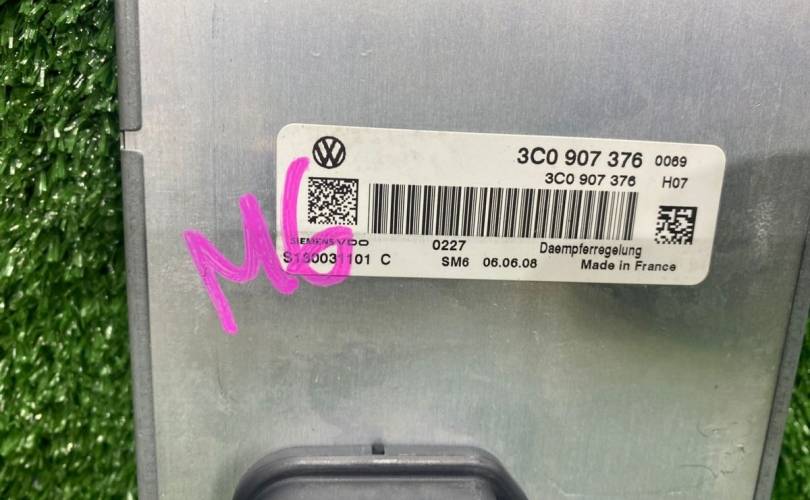 3C0 907 376 0069
3C0 907 376 H07
SIEMENS VDO 0227 Daempferregelung
S180031101 C SM6 06.06.08 Made in France
M6